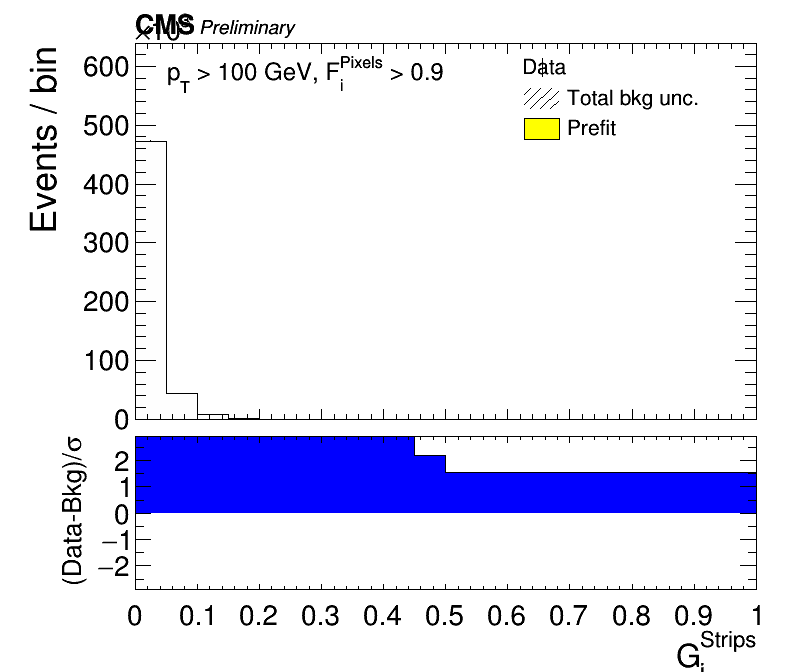 CMS Preliminary
×10
Events / bin
p_T > 100 GeV, F_i^Pixels > 0.9
Data
Total bkg unc.
Prefit
600
500
400
300
200
100
0
(Data-Bkg)/σ
2
1
0
−1
−2
0 0.1 0.2 0.3 0.4 0.5 0.6 0.7 0.8 0.9 1
G_i^Strips